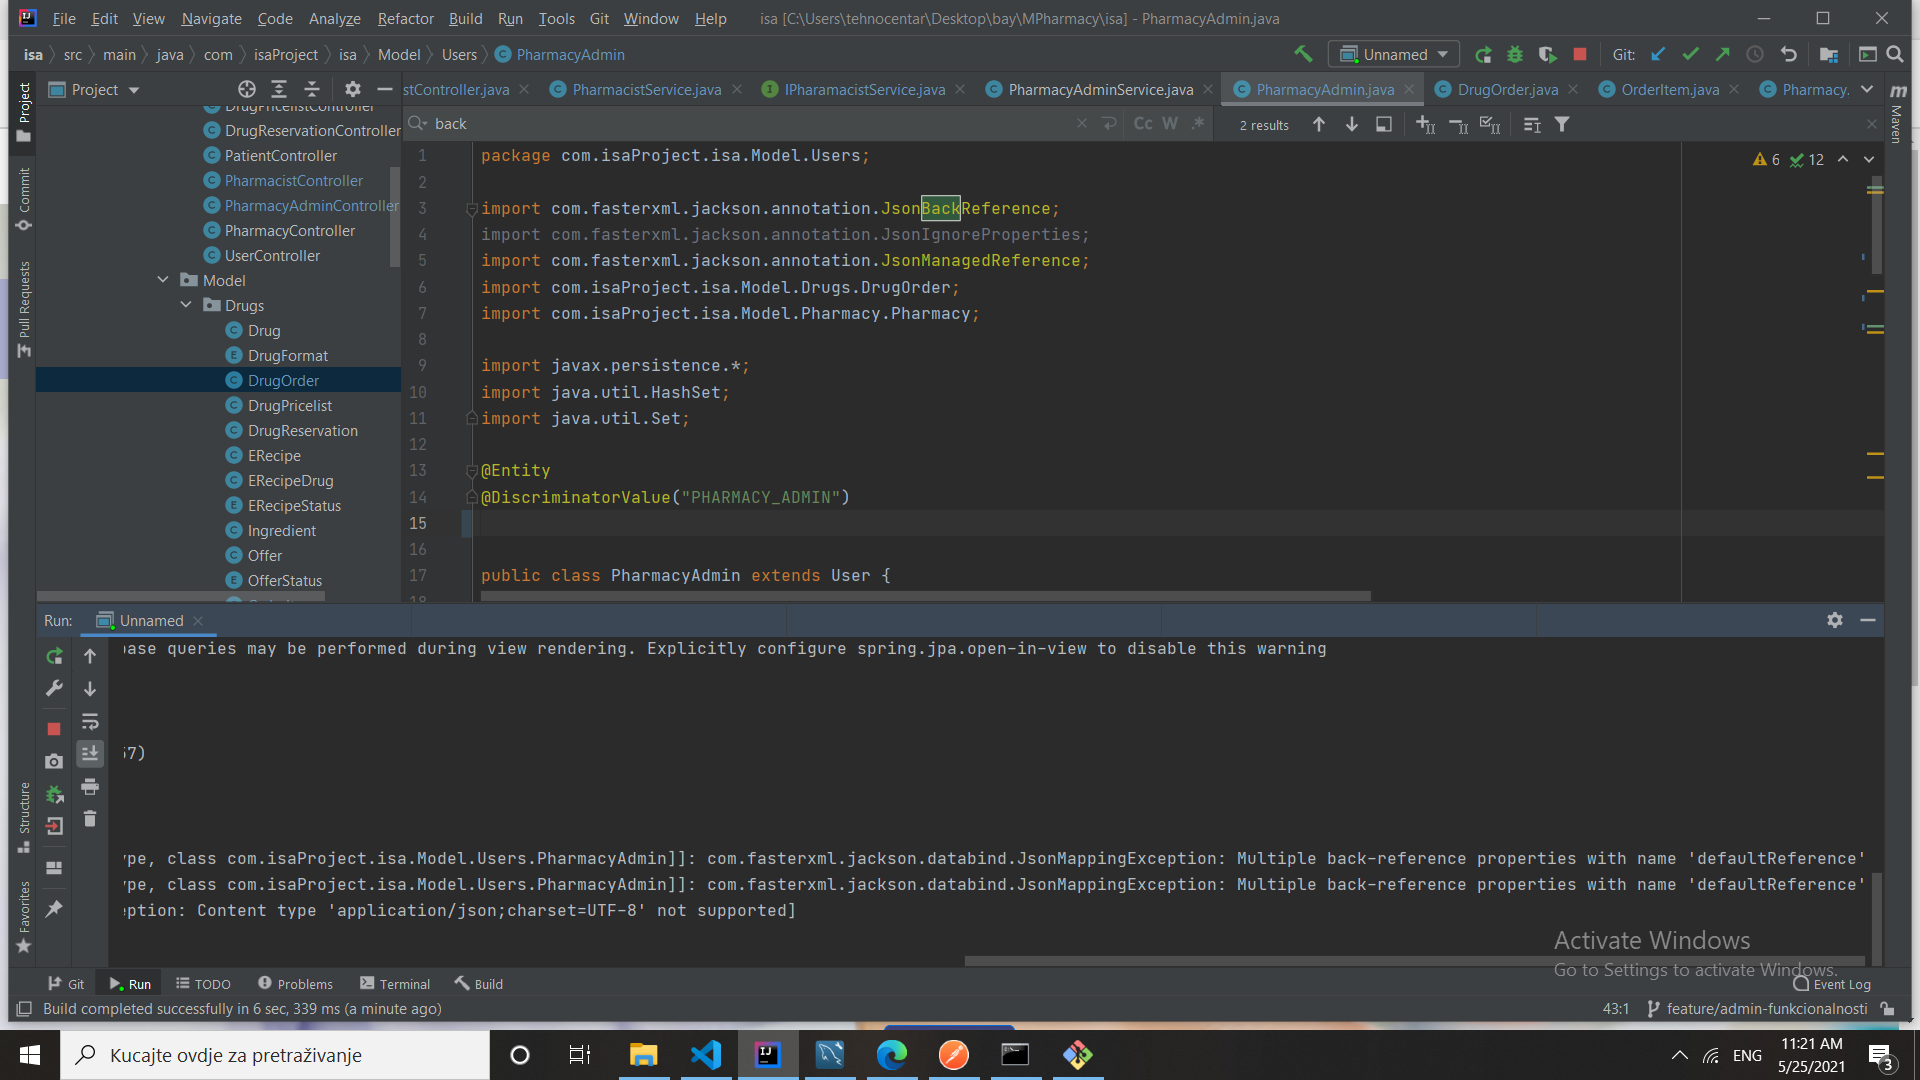 File Edit View Navigate Code Analyze Refactor Build Run Tools Git Window Help isa [C:\Users\tehnocentar\Desktop\bay\MPharmacy\isa] - PharmacyAdmin.java
isa src main java com isaProject isa Model Users PharmacyAdmin Unnamed Git:
Project stController.java PharmacistService.java IPharamacistService.java PharmacyAdminService.java PharmacyAdmin.java DrugOrder.java OrderItem.java Pharmacy.
back Cc W .* 2 results
Project
Commit
Pull Requests
Structure
Favorites
Maven
DrugPricelistController
DrugReservationController
PatientController
PharmacistController
PharmacyAdminController
PharmacyController
UserController
Model
Drugs
Drug
DrugFormat
DrugOrder
DrugPricelist
DrugReservation
ERecipe
ERecipeDrug
ERecipeStatus
Ingredient
Offer
OfferStatus
6 12
1 package com.isaProject.isa.Model.Users;
2
3 import com.fasterxml.jackson.annotation.JsonBackReference;
4 import com.fasterxml.jackson.annotation.JsonIgnoreProperties;
5 import com.fasterxml.jackson.annotation.JsonManagedReference;
6 import com.isaProject.isa.Model.Drugs.DrugOrder;
7 import com.isaProject.isa.Model.Pharmacy.Pharmacy;
8
9 import javax.persistence.*;
10 import java.util.HashSet;
11 import java.util.Set;
12
13 @Entity
14 @DiscriminatorValue("PHARMACY_ADMIN")
15
16
17 public class PharmacyAdmin extends User {
18
Run: Unnamed
base queries may be performed during view rendering. Explicitly configure spring.jpa.open-in-view to disable this warning
57)
ype, class com.isaProject.isa.Model.Users.PharmacyAdmin]]: com.fasterxml.jackson.databind.JsonMappingException: Multiple back-reference properties with name 'defaultReference'
ype, class com.isaProject.isa.Model.Users.PharmacyAdmin]]: com.fasterxml.jackson.databind.JsonMappingException: Multiple back-reference properties with name 'defaultReference'
eption: Content type 'application/json;charset=UTF-8' not supported]
Activate Windows
Go to Settings to activate Windows.
Git Run TODO Problems Terminal Build Event Log
Build completed successfully in 6 sec, 339 ms (a minute ago) 43:1 feature/admin-funkcionalnosti
Kucajte ovdje za pretraživanje
ENG
11:21 AM
5/25/2021
3